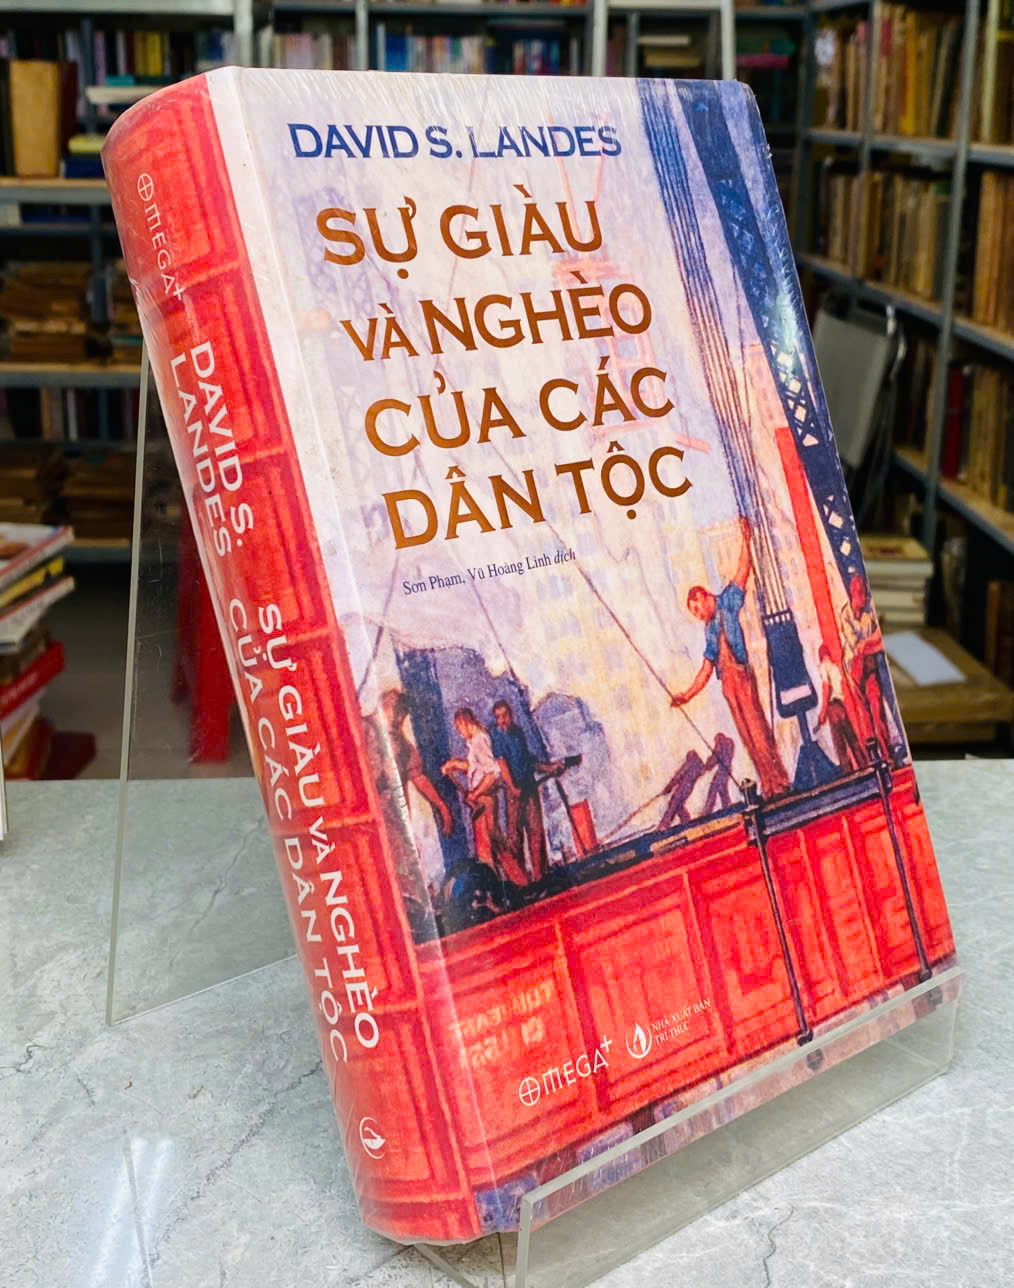 DAVID S. LANDES
SỰ GIÀU
VÀ NGHÈO
CỦA CÁC
DÂN TỘC
Sơn Phạm, Vũ Hoàng Linh dịch
OMEGA+
NHÀ XUẤT BẢN
TRI THỨC
OMEGA+
DAVID S.
LANDES
SỰ GIÀU VÀ NGHÈO
CỦA CÁC DÂN TỘC